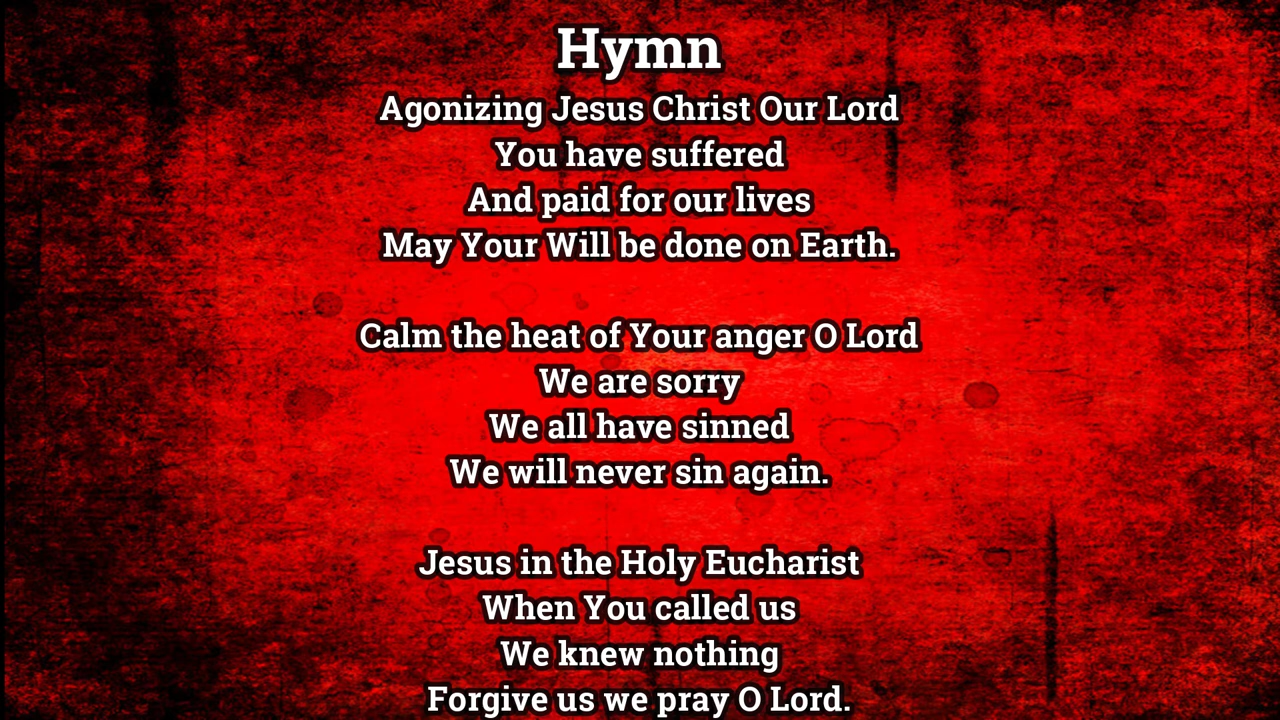 Hymn
Agonizing Jesus Christ Our Lord
You have suffered
And paid for our lives
May Your Will be done on Earth.
Calm the heat of Your anger O Lord
We are sorry
We all have sinned
We will never sin again.
Jesus in the Holy Eucharist
When You called us
We knew nothing
Forgive us we pray O Lord.